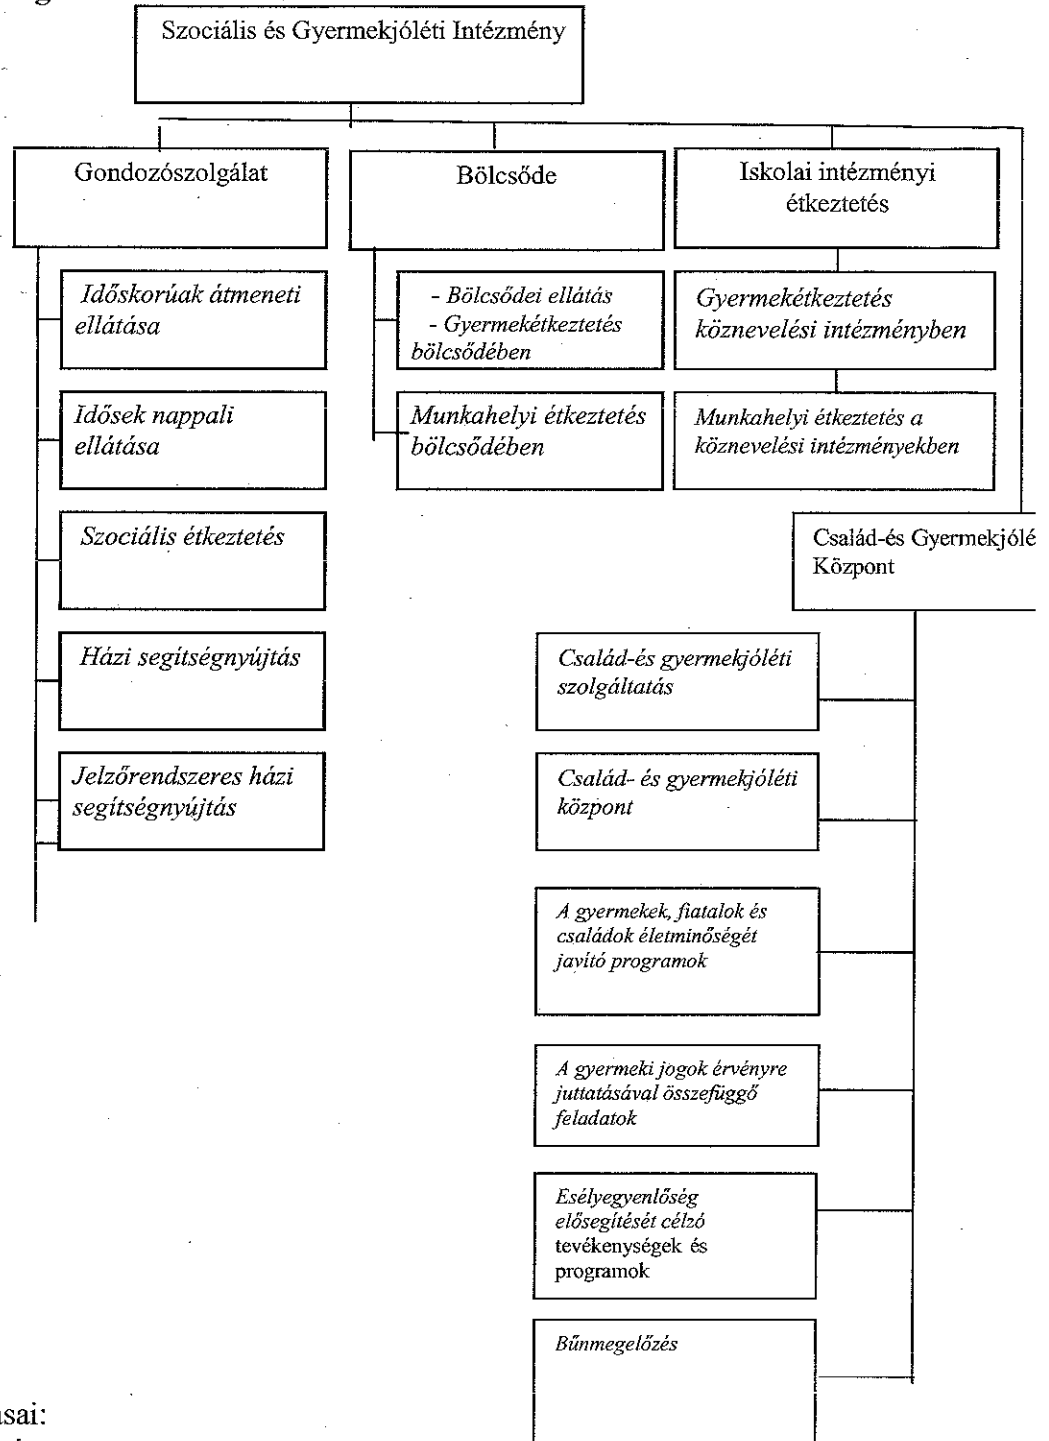 Szociális és Gyermekjóléti Intézmény
Gondozószolgálat
Bölcsőde
Iskolai intézményi
étkeztetés
Időskorúak átmeneti
ellátása
Idősek nappali
ellátása
Szociális étkeztetés
Házi segítségnyújtás
Jelzőrendszeres házi
segítségnyújtás
- Bölcsődei ellátás
- Gyermekétkeztetés
bölcsődében
Munkahelyi étkeztetés
bölcsődében
Gyermekétkeztetés
köznevelési intézményben
Munkahelyi étkeztetés a
köznevelési intézményekben
Család-és Gyermekjólé
Központ
Család-és gyermekjóléti
szolgáltatás
Család- és gyermekjóléti
központ
A gyermekek, fiatalok és
családok életminőségét
javító programok
A gyermeki jogok érvényre
juttatásával összefüggő
feladatok
Esélyegyenlőség
elősegítését célzó
tevékenységek és
programok
Bűnmegelőzés
sai: